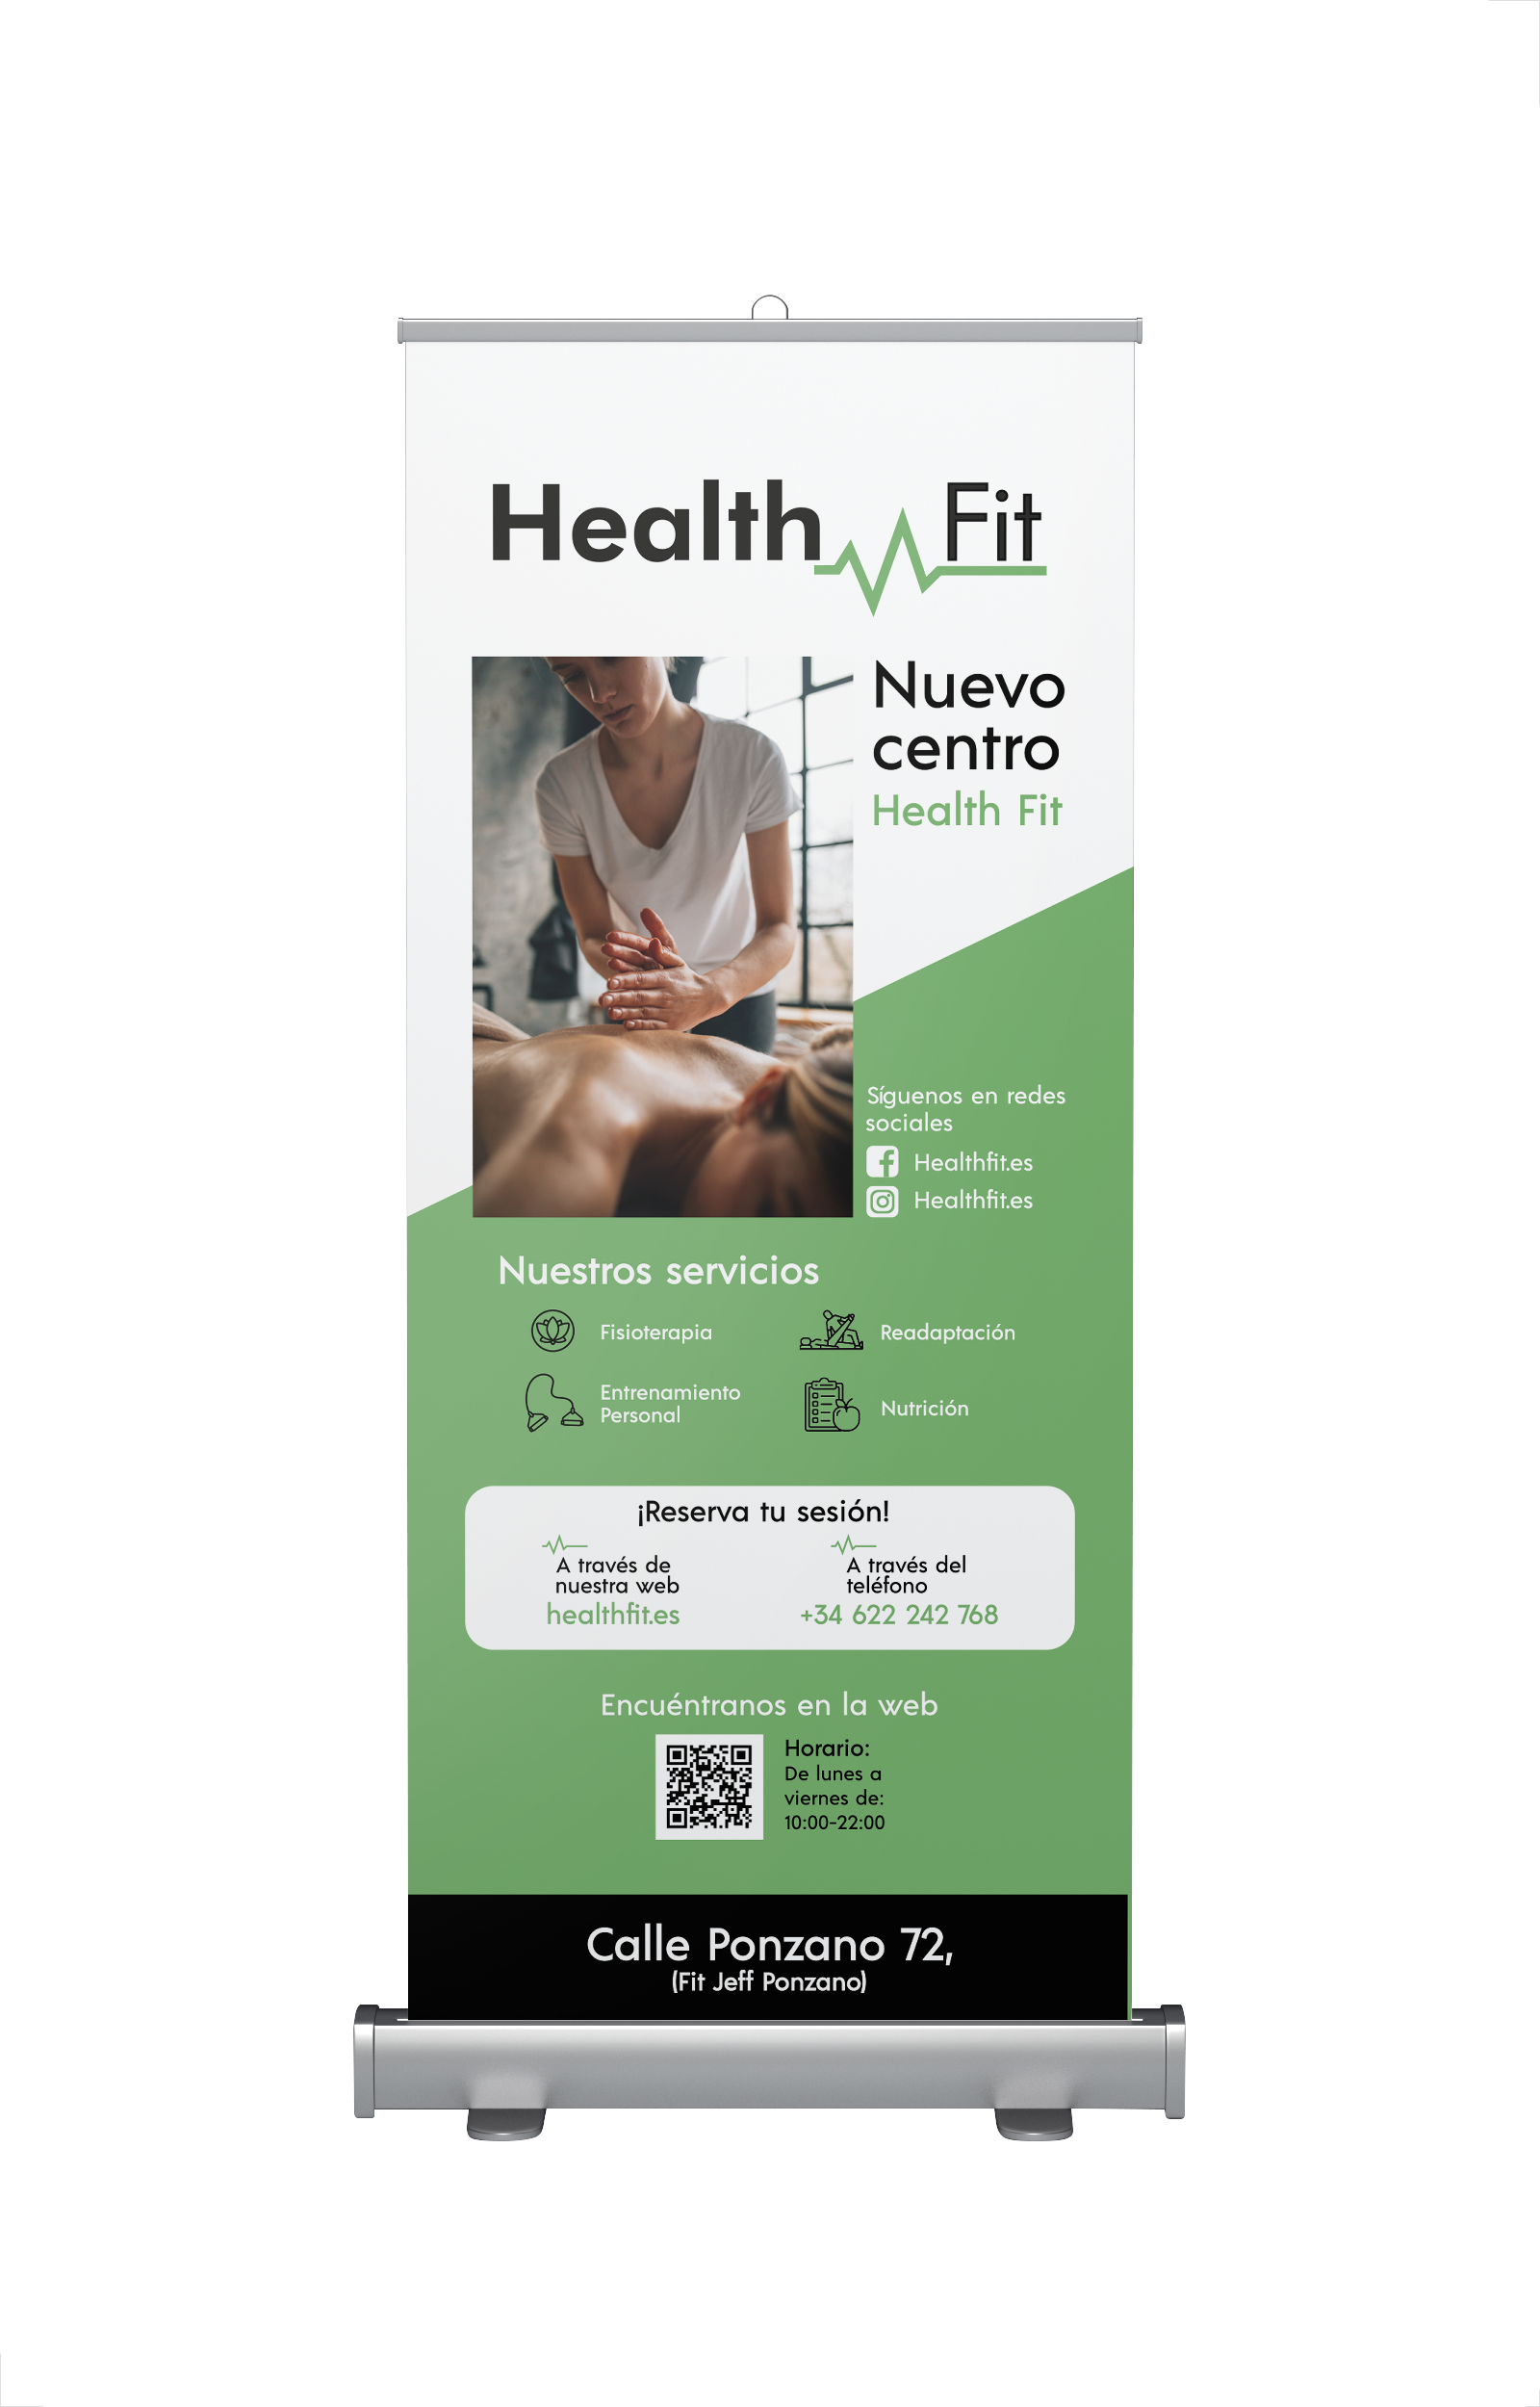 Health Fit
Nuevo
centro
Health Fit
Síguenos en redes
sociales
Healthfit.es
Healthfit.es
Nuestros servicios
Fisioterapia
Readaptación
Entrenamiento
Personal
Nutrición
¡Reserva tu sesión!
A través de
nuestra web
healthfit.es
A través del
teléfono
+34 622 242 768
Encuéntranos en la web
Horario:
De lunes a
viernes de:
10:00-22:00
Calle Ponzano 72,
(Fit Jeff Ponzano)